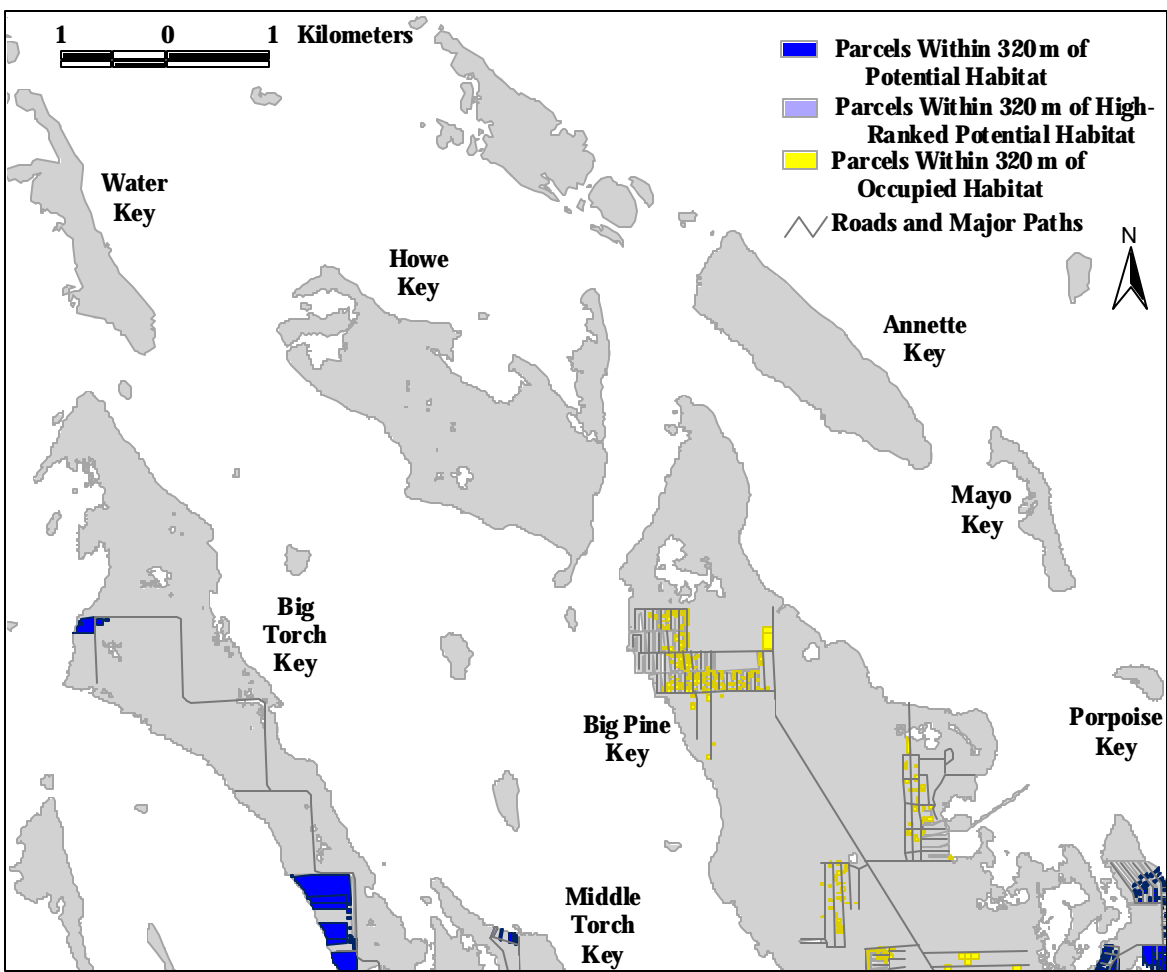 1 0 1 Kilometers
Parcels Within 320 m of
Potential Habitat
Parcels Within 320 m of High-
Ranked Potential Habitat
Parcels Within 320 m of
Occupied Habitat
Roads and Major Paths
N
Water
Key
Howe
Key
Annette
Key
Mayo
Key
Big
Torch
Key
Big Pine
Key
Porpoise
Key
Middle
Torch
Key